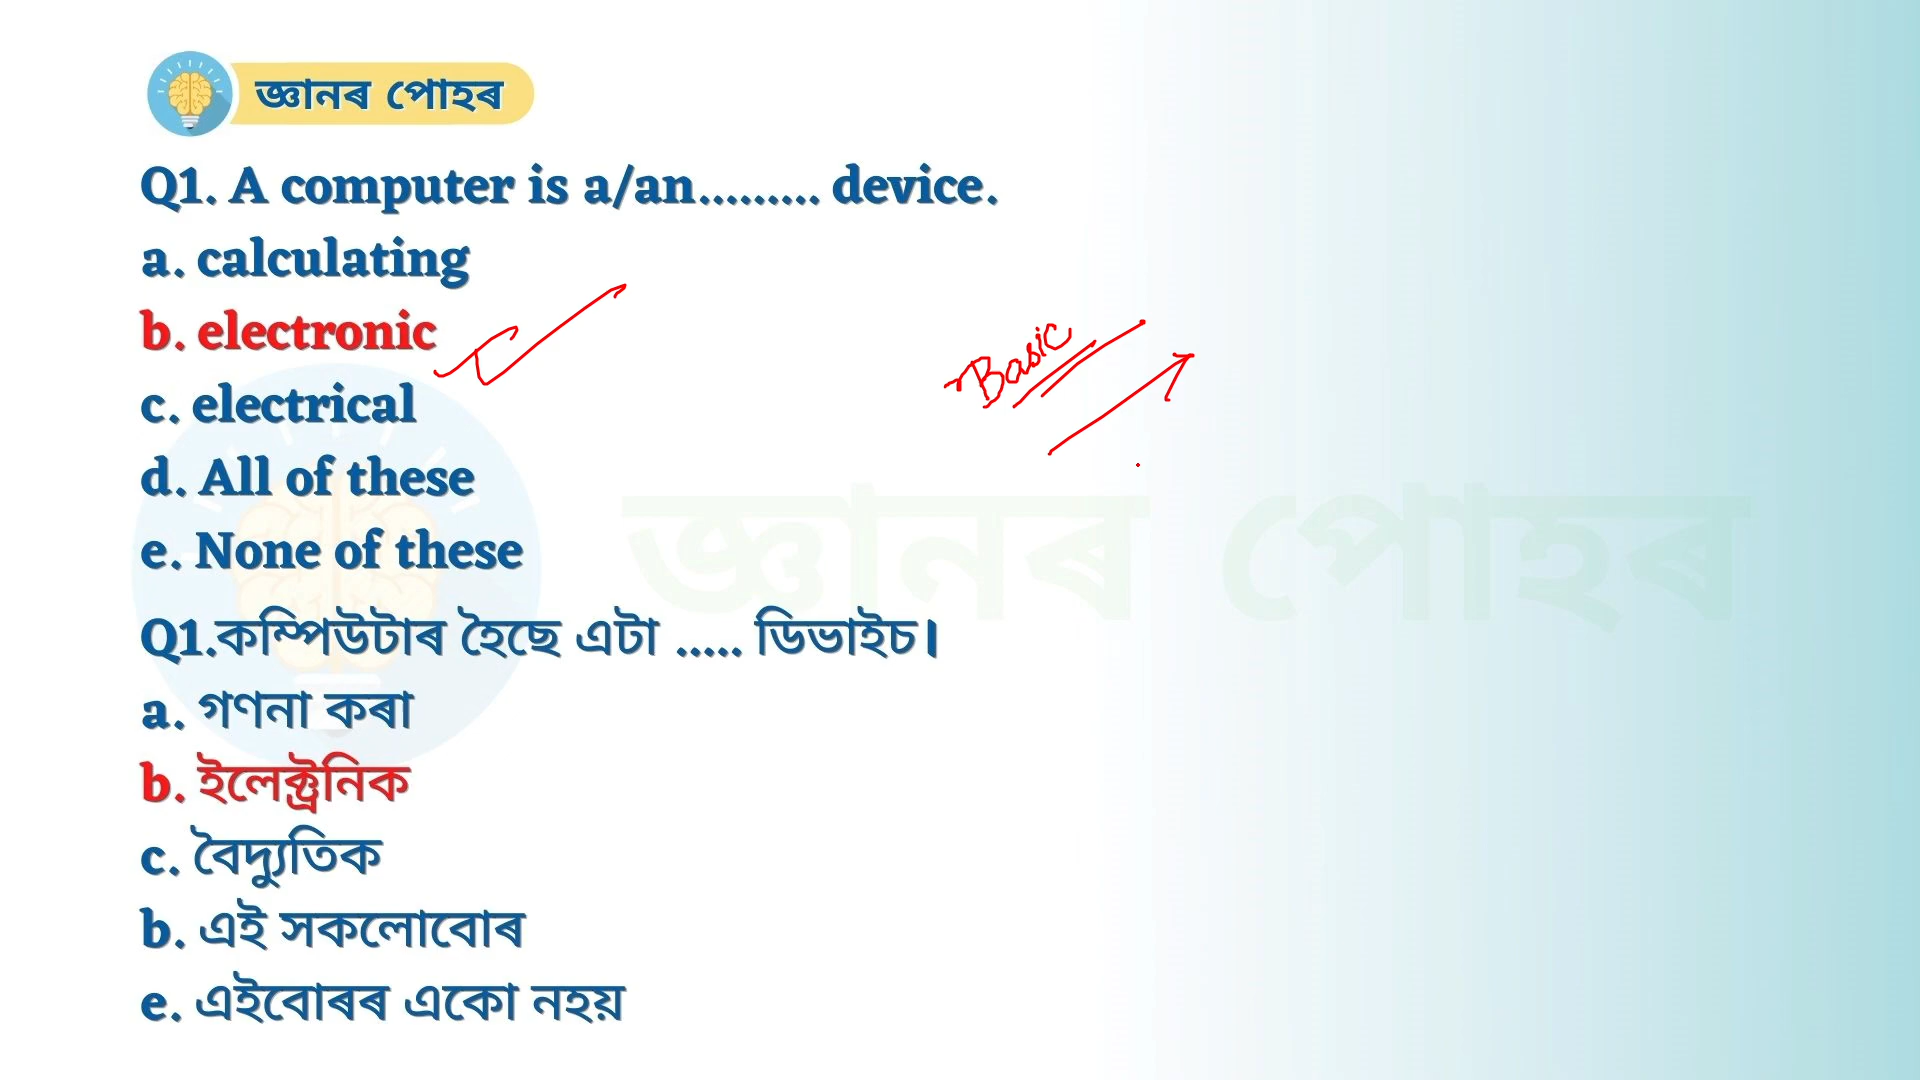 জ্ঞানৰ পোহৰ
Q1. A computer is a/an......... device.
a. calculating
b. electronic
c. electrical
d. All of these
e. None of these
Basic
জ্ঞানৰ পোহৰ
Q1.কম্পিউটাৰ হৈছে এটা ..... ডিভাইচ।
a. গণনা কৰা
b. ইলেক্ট্ৰনিক
c. বৈদ্যুতিক
b. এই সকলোবোৰ
e. এইবোৰৰ একো নহয়